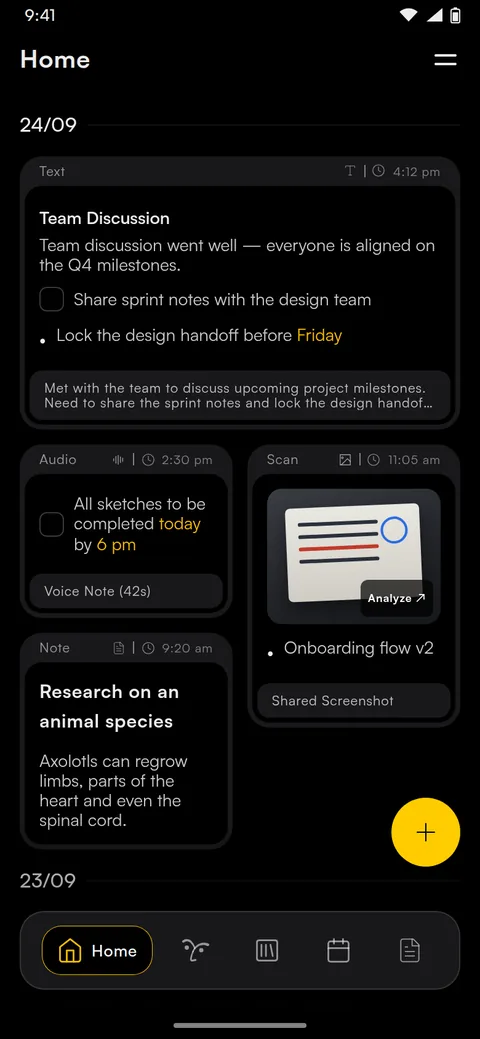 9:41
Home
24/09
Text
4:12 pm
Team Discussion
Team discussion went well — everyone is aligned on
the Q4 milestones.
Share sprint notes with the design team
• Lock the design handoff before Friday
Met with the team to discuss upcoming project milestones.
Need to share the sprint notes and lock the design handof…
Audio
2:30 pm
All sketches to be
completed today
by 6 pm
Voice Note (42s)
Scan
11:05 am
Analyze ↗
• Onboarding flow v2
Shared Screenshot
Note
9:20 am
Research on an
animal species
Axolotls can regrow
limbs, parts of the
heart and even the
spinal cord.
23/09
Home